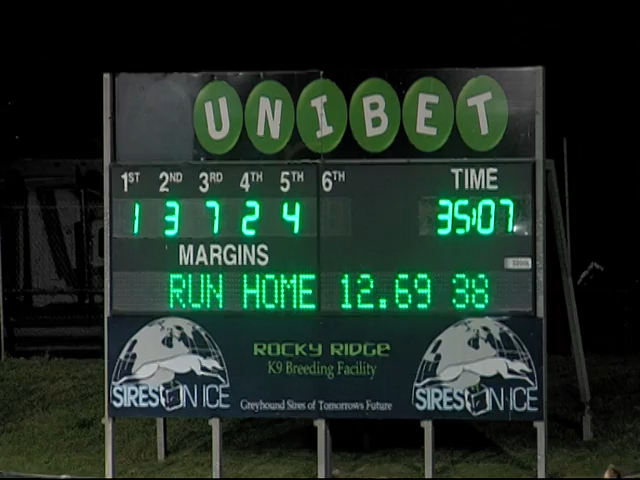 UNIBET
1ST 2ND 3RD 4TH 5TH 6TH TIME
1 3 7 2 4 35:07
MARGINS
RUN HOME 12.69 38
ROCKY RIDGE
K9 Breeding Facility
SIRES ON ICE
Greyhound Sires of Tomorrows Future
SIRES ON ICE